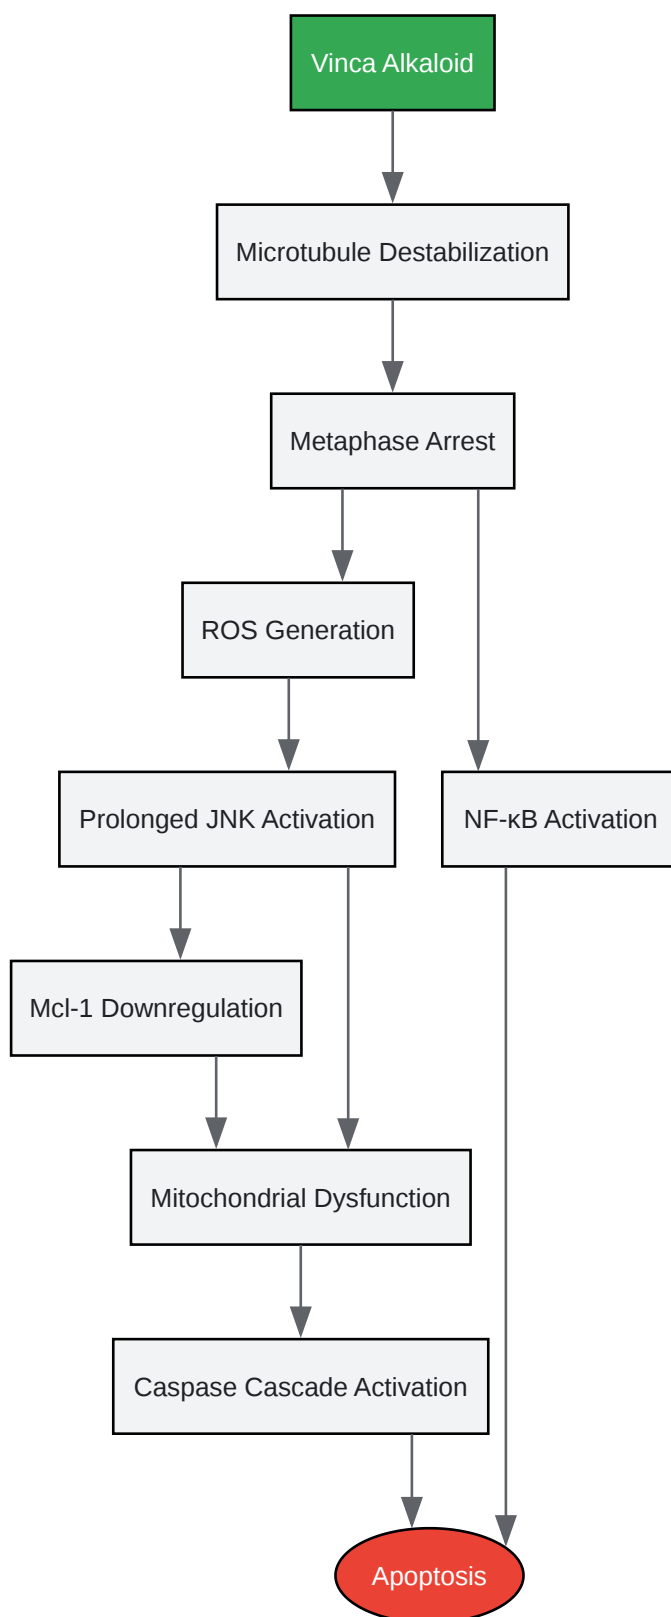 Vinca Alkaloid
Microtubule Destabilization
Metaphase Arrest
ROS Generation
Prolonged JNK Activation
NF-κB Activation
Mcl-1 Downregulation
Mitochondrial Dysfunction
Caspase Cascade Activation
Apoptosis